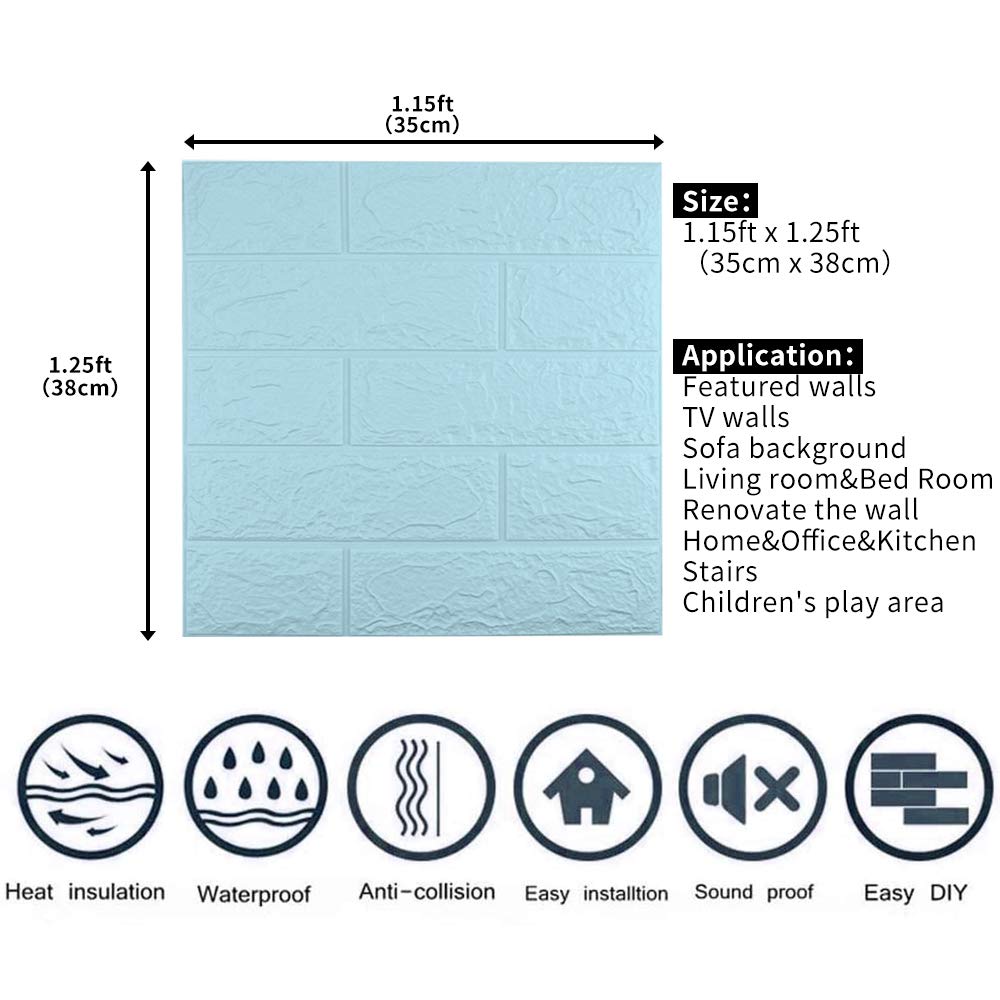 1.15ft
（35cm）
1.25ft
（38cm）
Size：
1.15ft x 1.25ft
（35cm x 38cm）
Application：
Featured walls
TV walls
Sofa background
Living room&Bed Room
Renovate the wall
Home&Office&Kitchen
Stairs
Children's play area
Heat insulation
Waterproof
Anti-collision
Easy installtion
Sound proof
Easy DIY